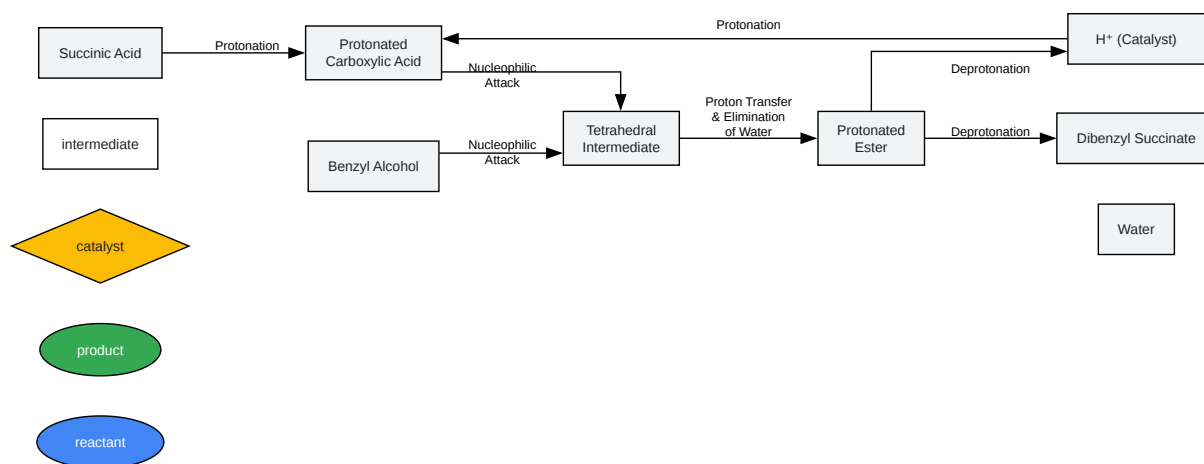 Succinic Acid
Protonation
Protonated
Carboxylic Acid
Protonation
H⁺ (Catalyst)
Nucleophilic
Attack
Deprotonation
intermediate
Benzyl Alcohol
Nucleophilic
Attack
Tetrahedral
Intermediate
Proton Transfer
& Elimination
of Water
Protonated
Ester
Deprotonation
Dibenzyl Succinate
Water
catalyst
product
reactant